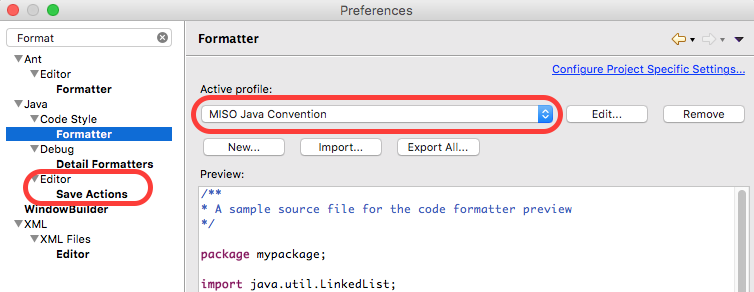 Preferences
Format
Ant
Editor
Formatter
Java
Code Style
Formatter
Debug
Detail Formatters
Editor
Save Actions
WindowBuilder
XML
XML Files
Editor
Formatter
Configure Project Specific Settings...
Active profile:
MISO Java Convention
Edit...
Remove
New...
Import...
Export All...
Preview:
/**
* A sample source file for the code formatter preview
*/
package mypackage;
import java.util.LinkedList;